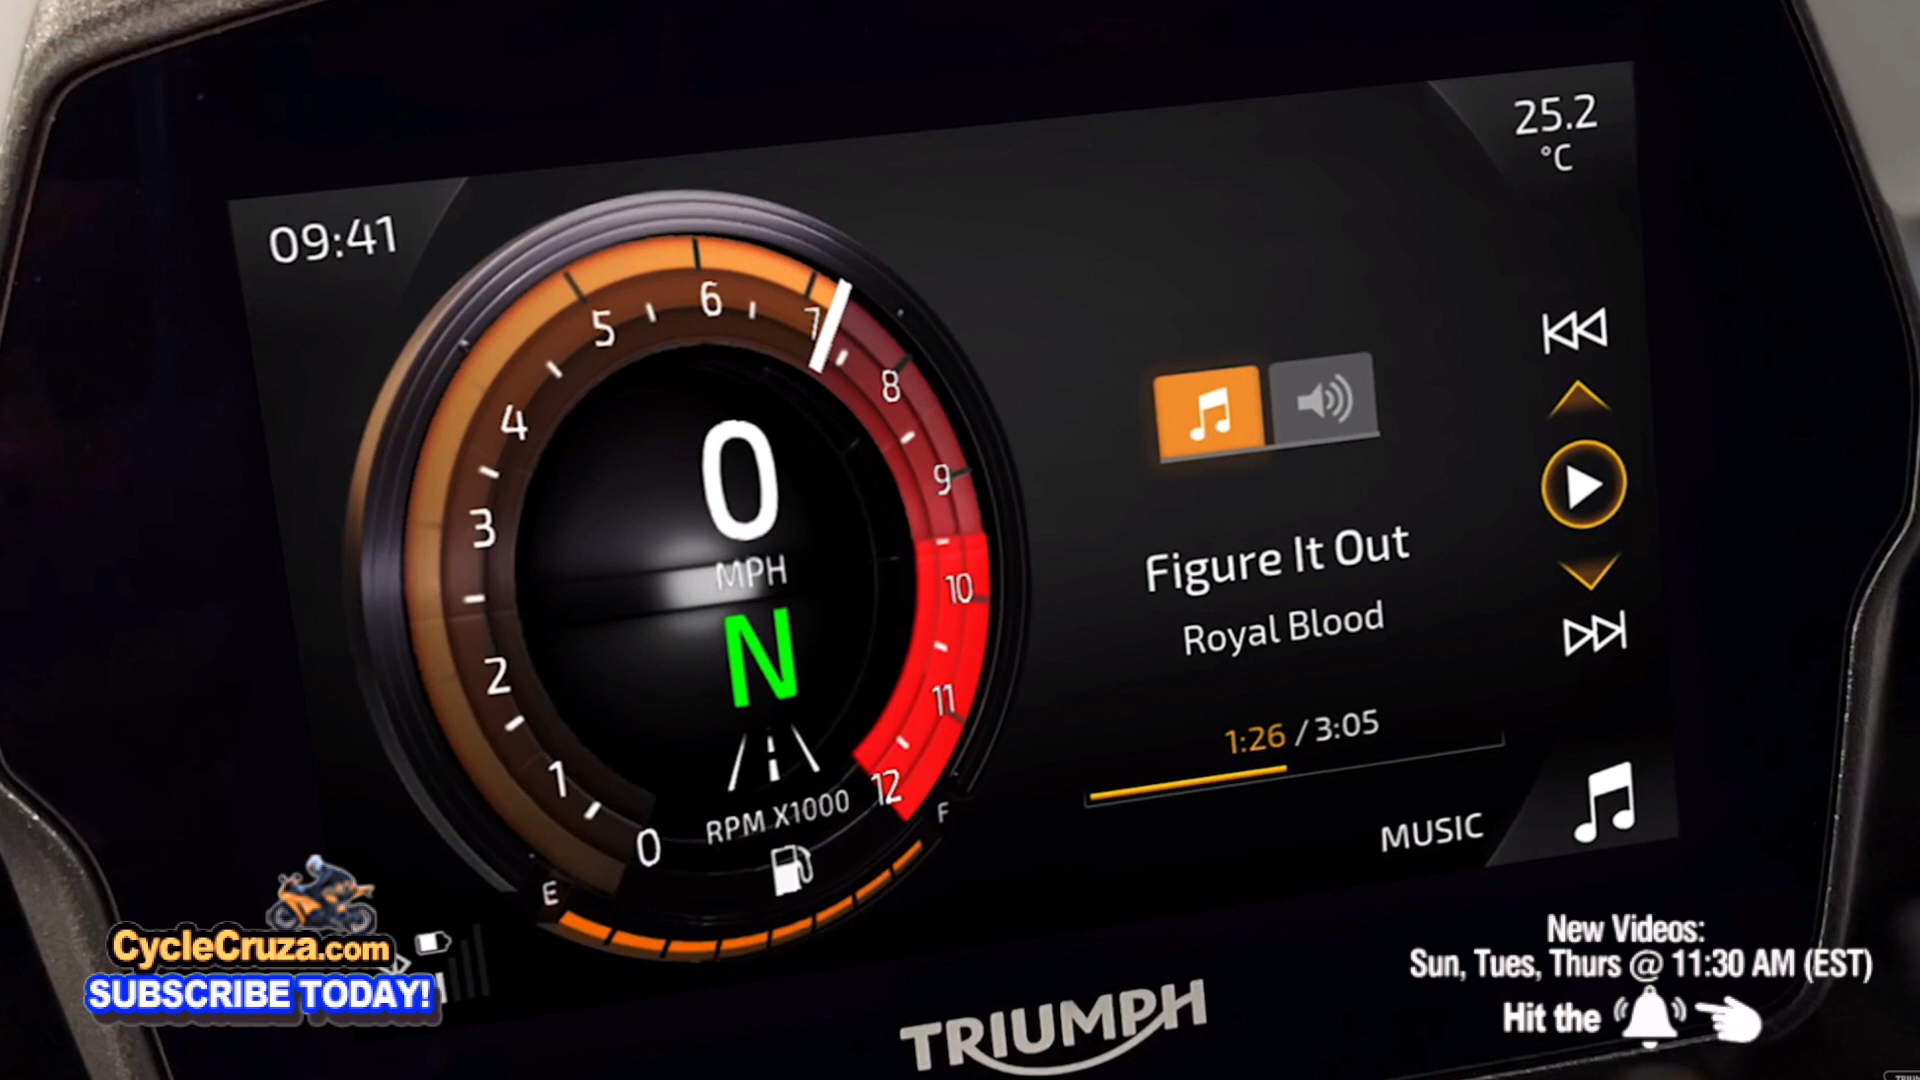 09:41
25.2
°C
0
1
2
3
4
5
6
7
8
9
10
11
12
0
MPH
N
RPM X1000
E
F
Figure It Out
Royal Blood
1:26 / 3:05
MUSIC
TRIUMPH
CycleCruza.com
SUBSCRIBE TODAY!
New Videos:
Sun, Tues, Thurs @ 11:30 AM (EST)
Hit the